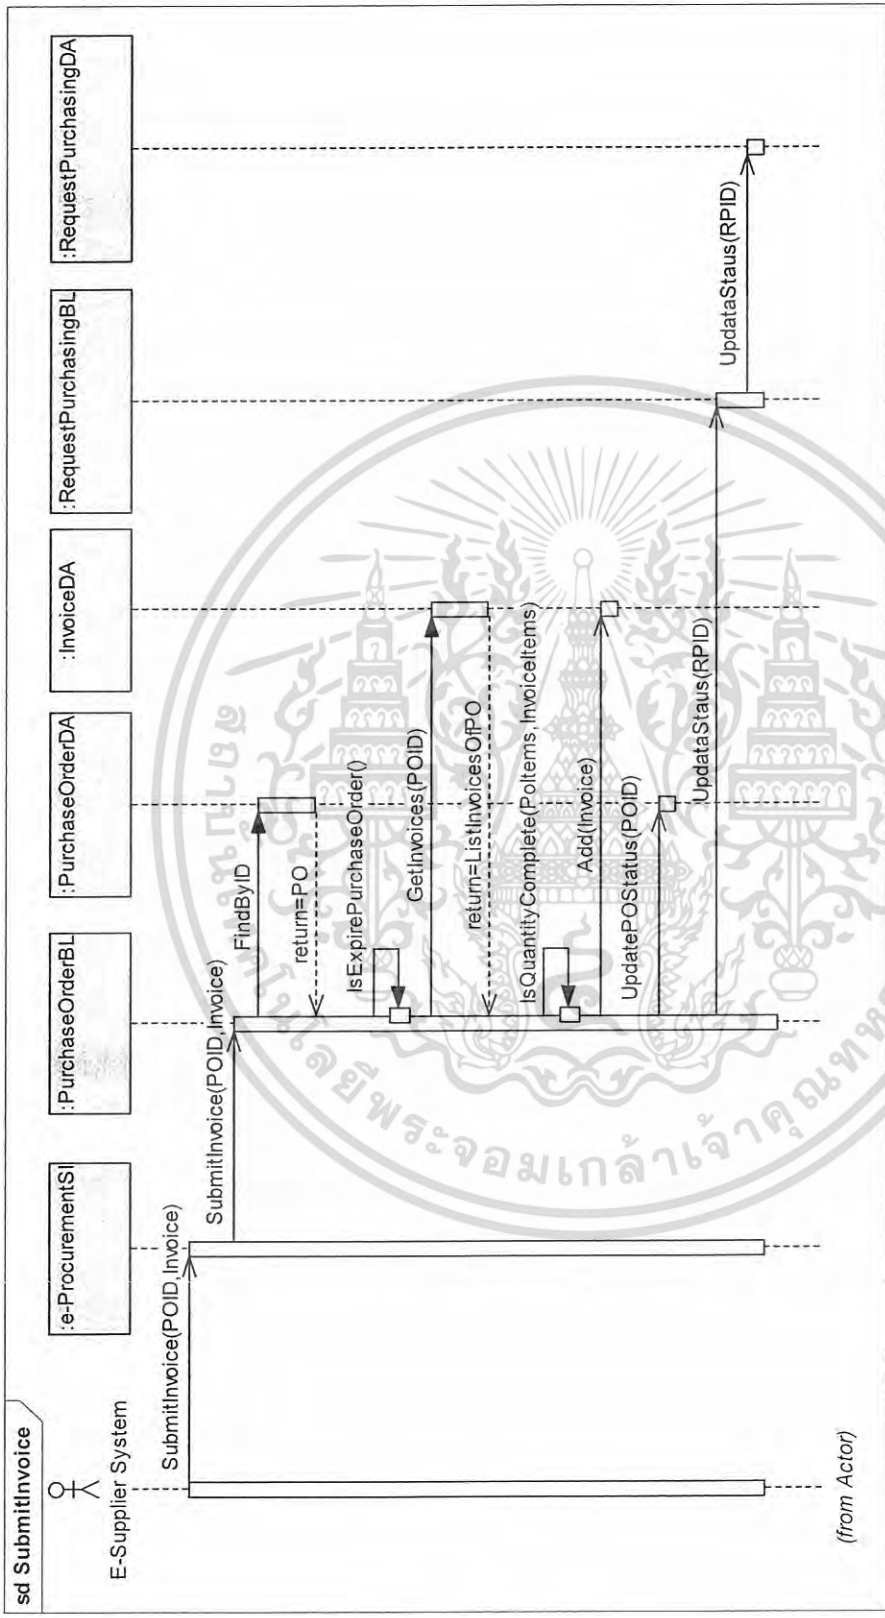 sd SubmitInvoice
E-Supplier System
:e-ProcurementSI
:PurchaseOrderBL
:PurchaseOrderDA
:InvoiceDA
:RequestPurchasingBL
:RequestPurchasingDA
SubmitInvoice(POID,Invoice)
SubmitInvoice(POID,Invoice)
FindByID
return=PO
IsExpirePurchaseOrder()
GetInvoices(POID)
return=ListInvoicesOfPO
IsQuantityComplete(PoItems,InvoiceItems)
Add(Invoice)
UpdatePOStatus(POID)
UpdataStaus(RPID)
UpdataStaus(RPID)
(from Actor)